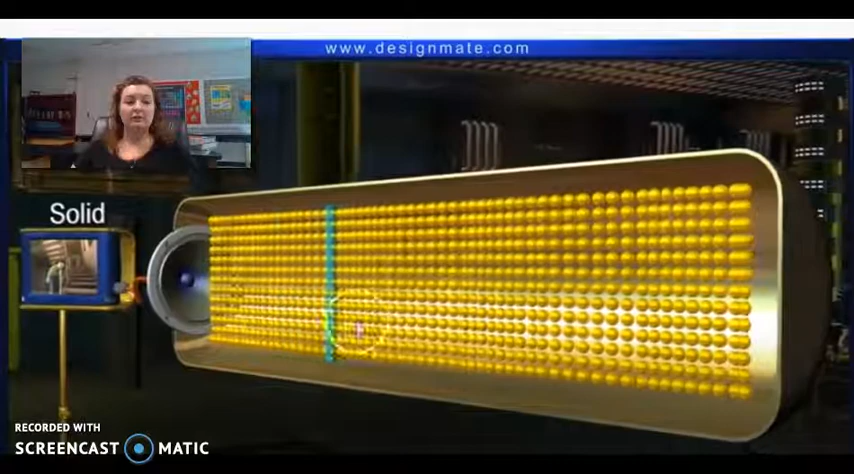 www.designmate.com
Solid
RECORDED WITH
SCREENCAST MATIC